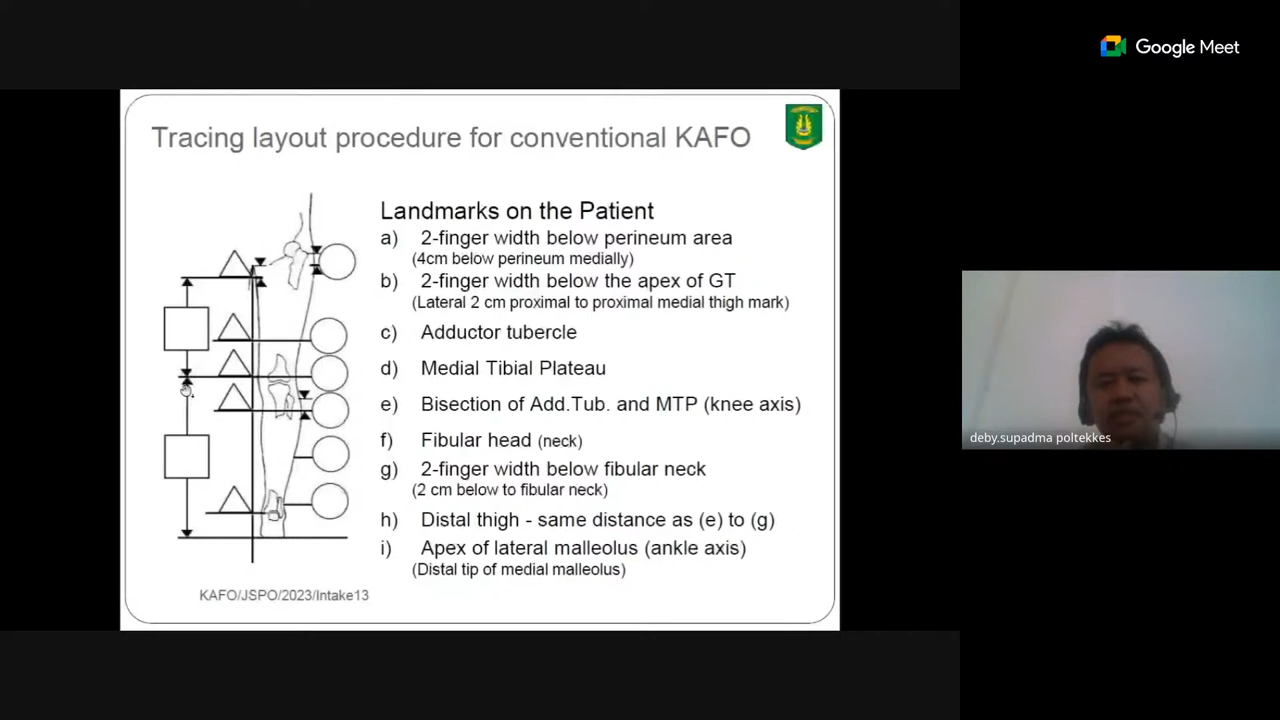 Google Meet
Tracing layout procedure for conventional KAFO
Landmarks on the Patient
a) 2-finger width below perineum area
(4cm below perineum medially)
b) 2-finger width below the apex of GT
(Lateral 2 cm proximal to proximal medial thigh mark)
c) Adductor tubercle
d) Medial Tibial Plateau
e) Bisection of Add.Tub. and MTP (knee axis)
f) Fibular head (neck)
g) 2-finger width below fibular neck
(2 cm below to fibular neck)
h) Distal thigh - same distance as (e) to (g)
i) Apex of lateral malleolus (ankle axis)
(Distal tip of medial malleolus)
KAFO/JSPO/2023/Intake13
deby.supadma poltekkes